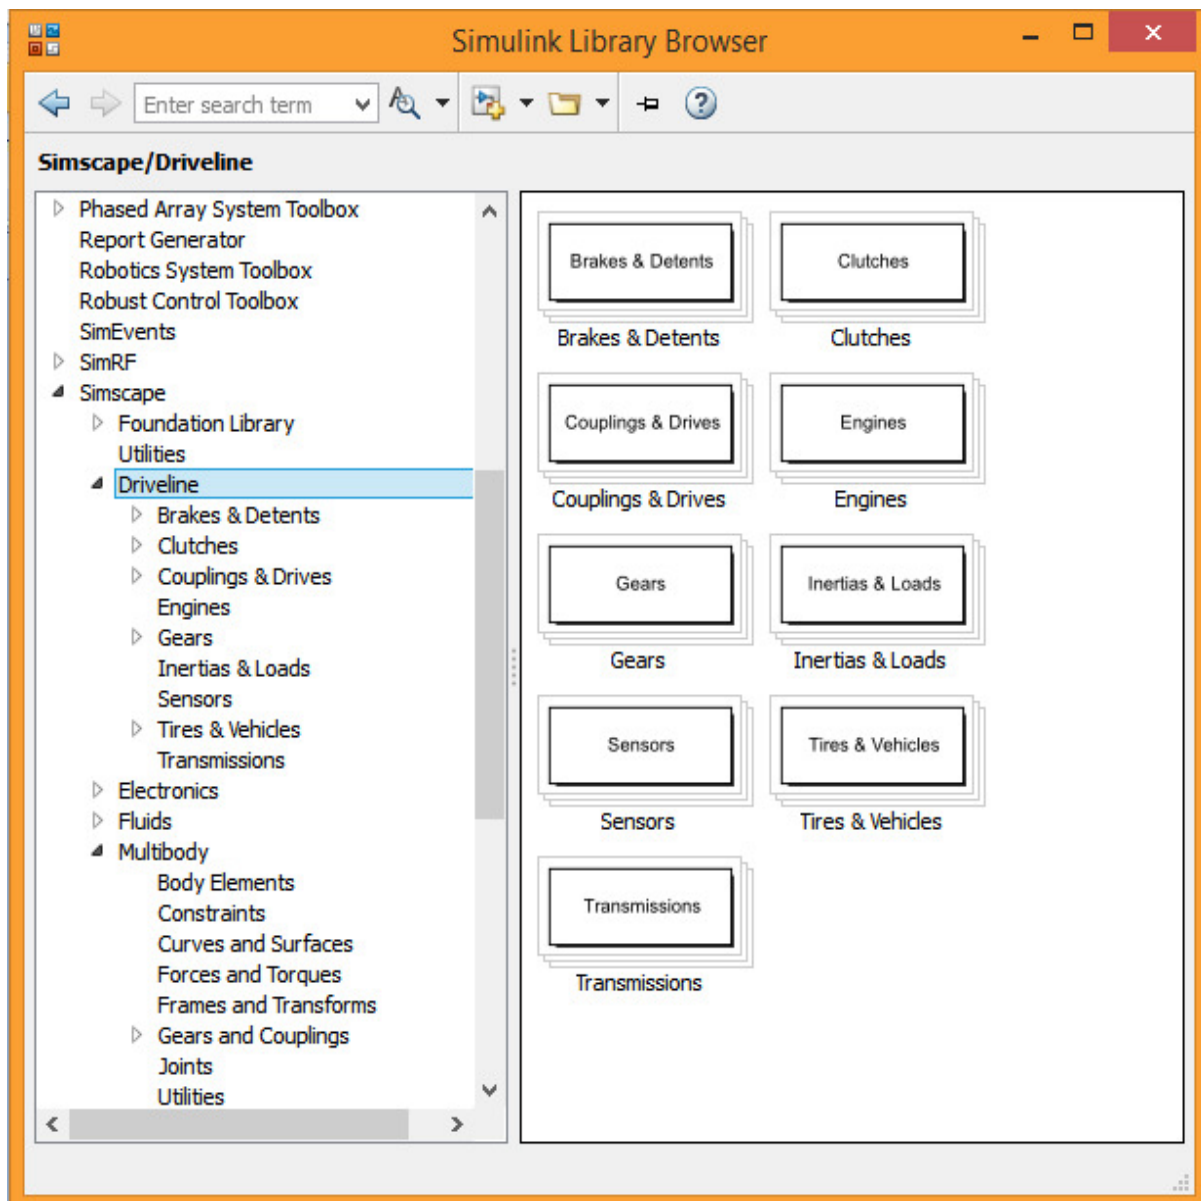 Simulink Library Browser
Enter search term
Simscape/Driveline
Phased Array System Toolbox
Report Generator
Robotics System Toolbox
Robust Control Toolbox
SimEvents
SimRF
Simscape
Foundation Library
Utilities
Driveline
Brakes & Detents
Clutches
Couplings & Drives
Engines
Gears
Inertias & Loads
Sensors
Tires & Vehicles
Transmissions
Electronics
Fluids
Multibody
Body Elements
Constraints
Curves and Surfaces
Forces and Torques
Frames and Transforms
Gears and Couplings
Joints
Utilities
Brakes & Detents
Clutches
Brakes & Detents
Clutches
Couplings & Drives
Engines
Couplings & Drives
Engines
Gears
Inertias & Loads
Gears
Inertias & Loads
Sensors
Tires & Vehicles
Sensors
Tires & Vehicles
Transmissions
Transmissions